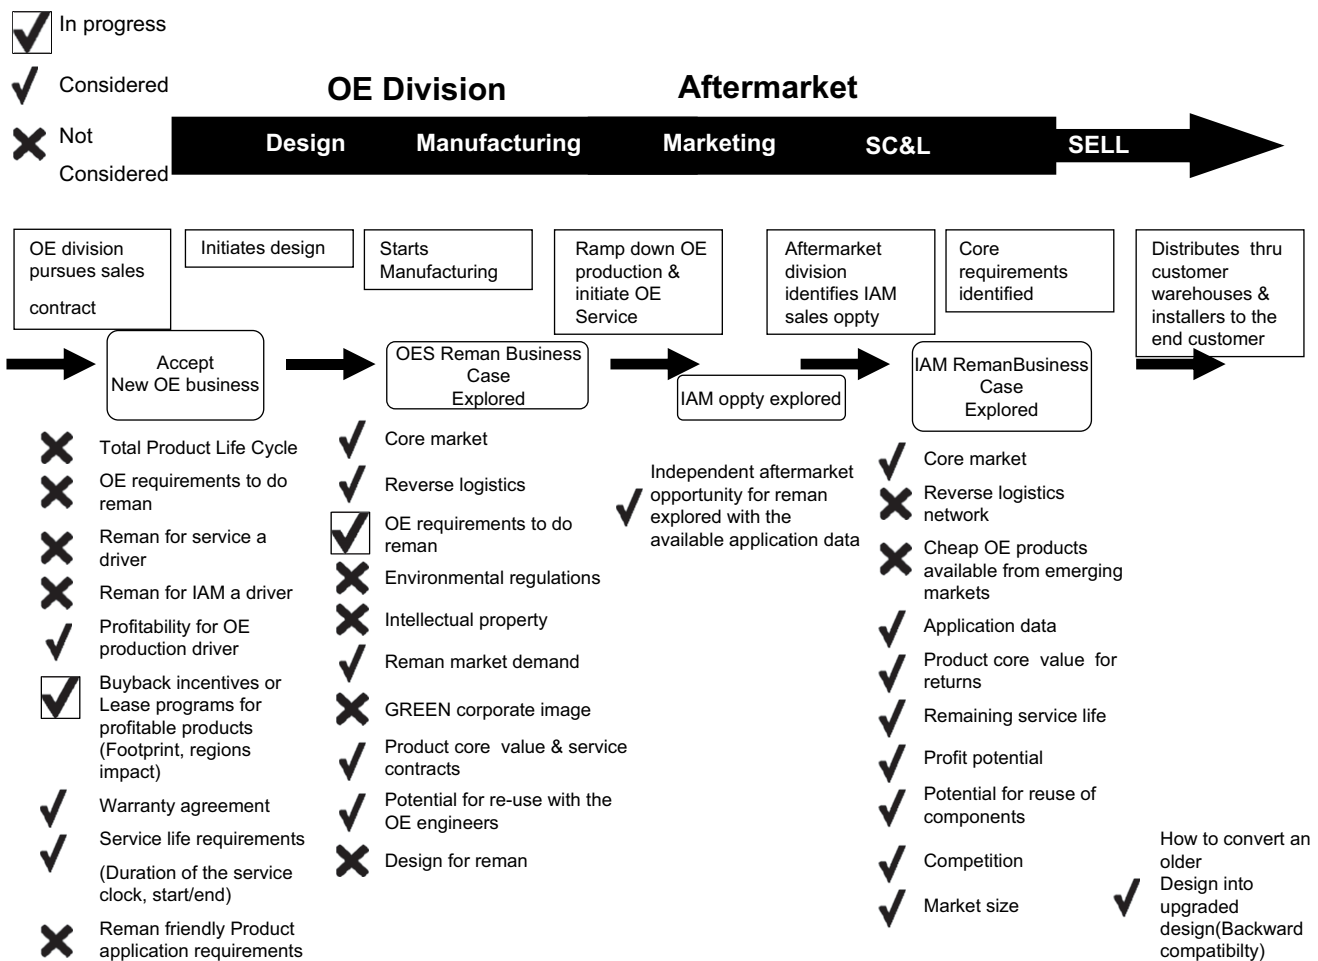 In progress
Considered
Not
Considered
OE Division
Aftermarket
Design
Manufacturing
Marketing
SC&L
SELL
OE division
pursues sales
contract
Initiates design
Starts
Manufacturing
Ramp down OE
production &
initiate OE
Service
Aftermarket
division
identifies IAM
sales oppty
Core
requirements
identified
Distributes thru
customer
warehouses &
installers to the
end customer
Accept
New OE business
OES Reman Business
Case
Explored
IAM oppty explored
IAM RemanBusiness
Case
Explored
Total Product Life Cycle
OE requirements to do
reman
Reman for service a
driver
Reman for IAM a driver
Profitability for OE
production driver
Buyback incentives or
Lease programs for
profitable products
(Footprint, regions
impact)
Warranty agreement
Service life requirements
(Duration of the service
clock, start/end)
Reman friendly Product
application requirements
Core market
Reverse logistics
OE requirements to do
reman
Environmental regulations
Intellectual property
Reman market demand
GREEN corporate image
Product core value & service
contracts
Potential for re-use with the
OE engineers
Design for reman
Independent aftermarket
opportunity for reman
explored with the
available application data
Core market
Reverse logistics
network
Cheap OE products
available from emerging
markets
Application data
Product core value for
returns
Remaining service life
Profit potential
Potential for reuse of
components
Competition
Market size
How to convert an
older
Design into
upgraded
design(Backward
compatibilty)